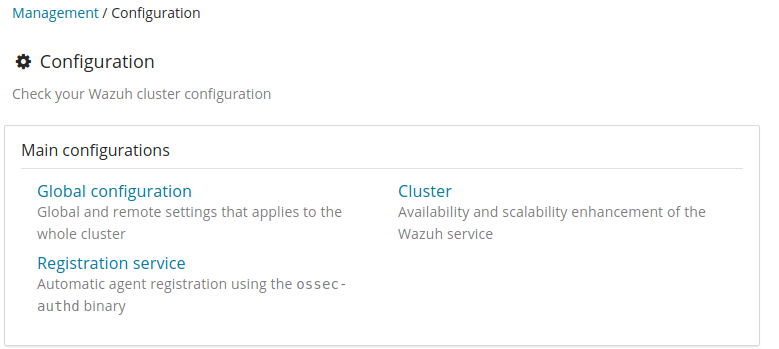 Management / Configuration
Configuration
Check your Wazuh cluster configuration
Main configurations
Global configuration
Global and remote settings that applies to the
whole cluster
Cluster
Availability and scalability enhancement of the
Wazuh service
Registration service
Automatic agent registration using the ossec-
authd binary